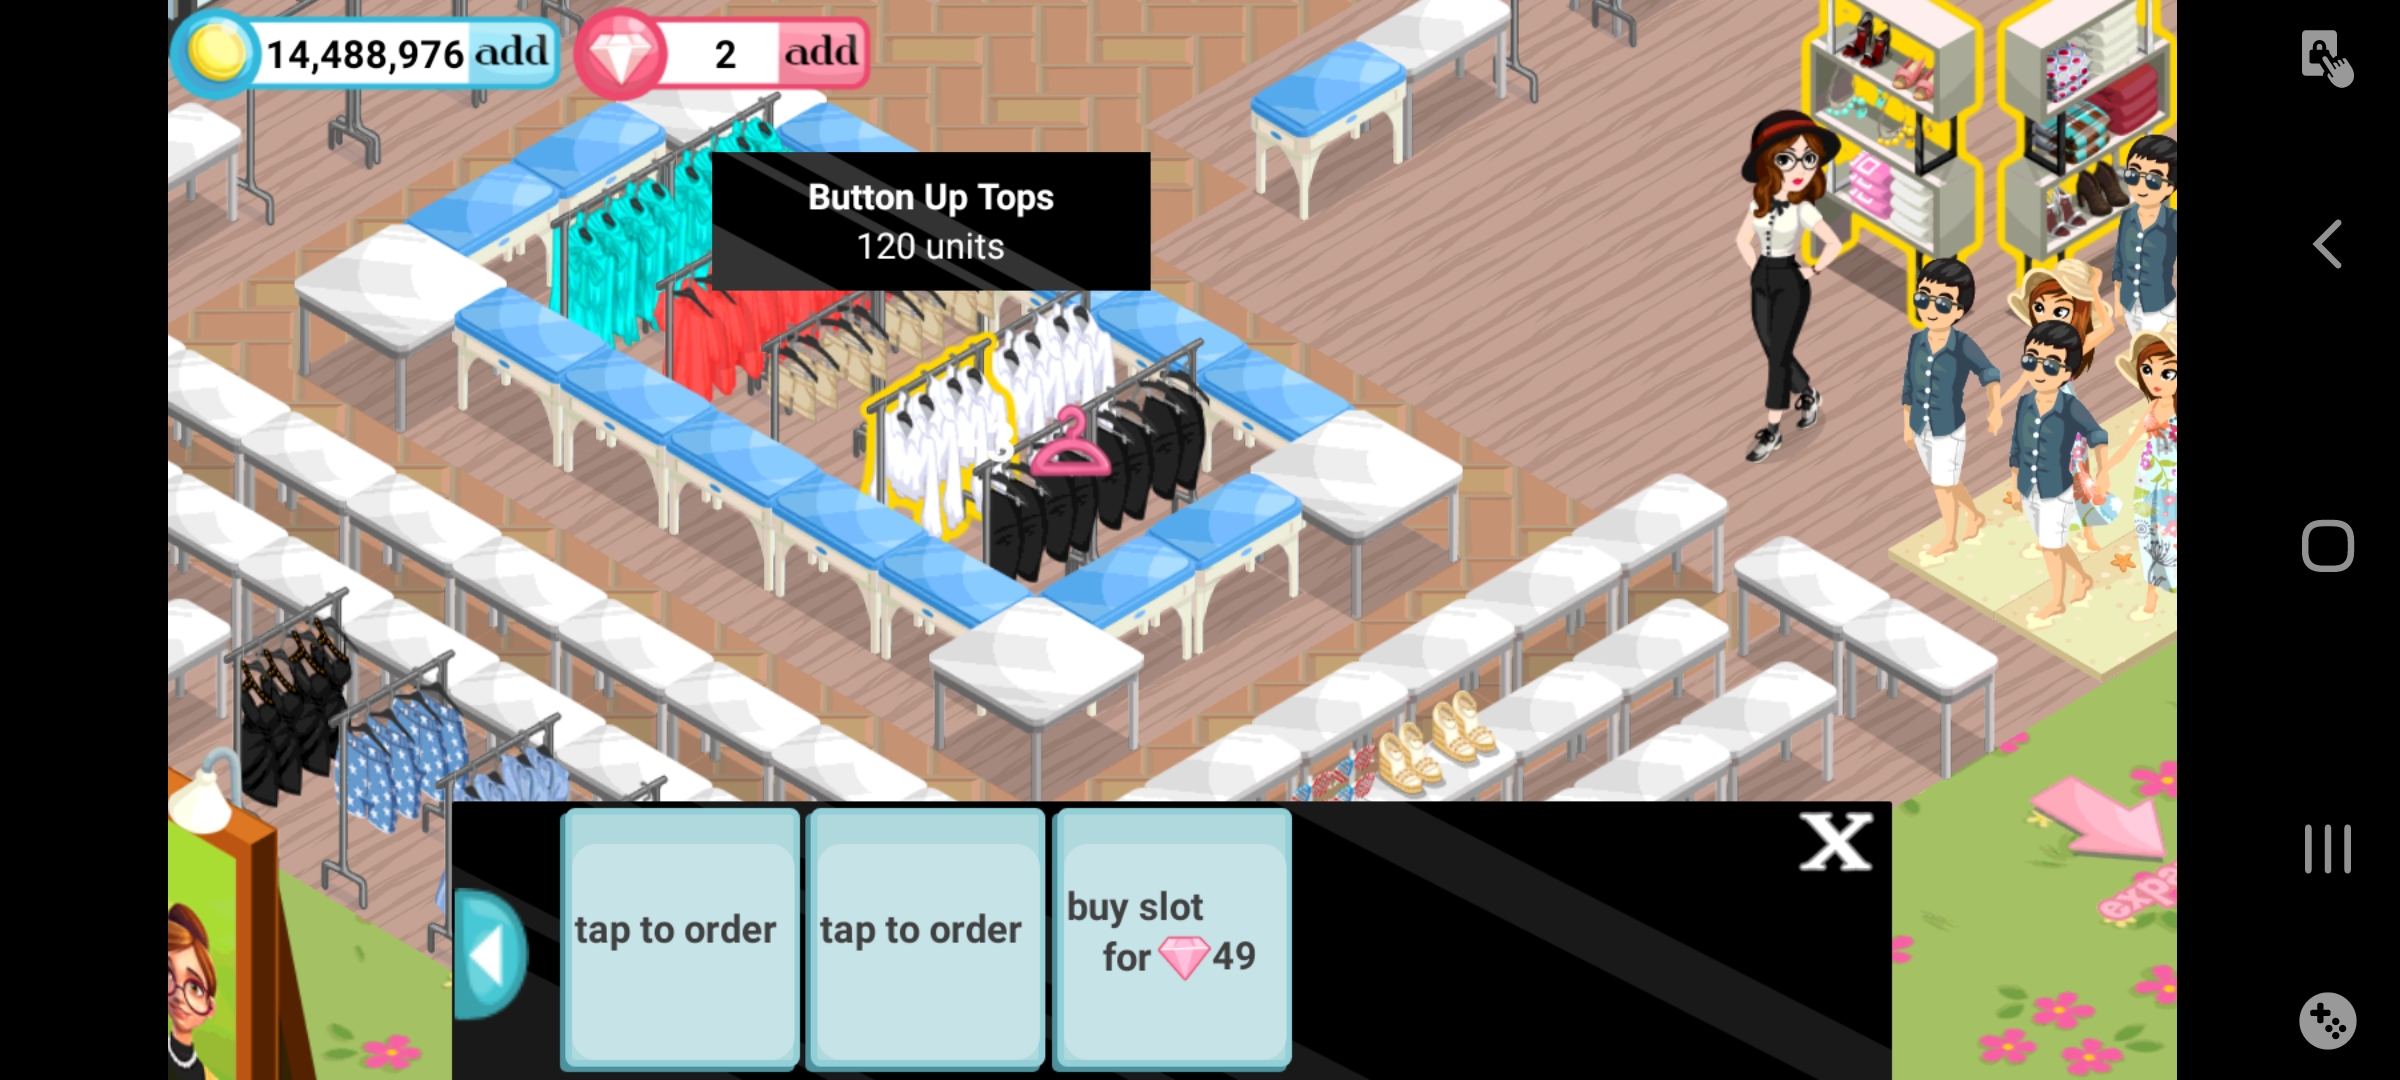 14,488,976 add
2 add
Button Up Tops
120 units
tap to order
tap to order
buy slot
for 49
X